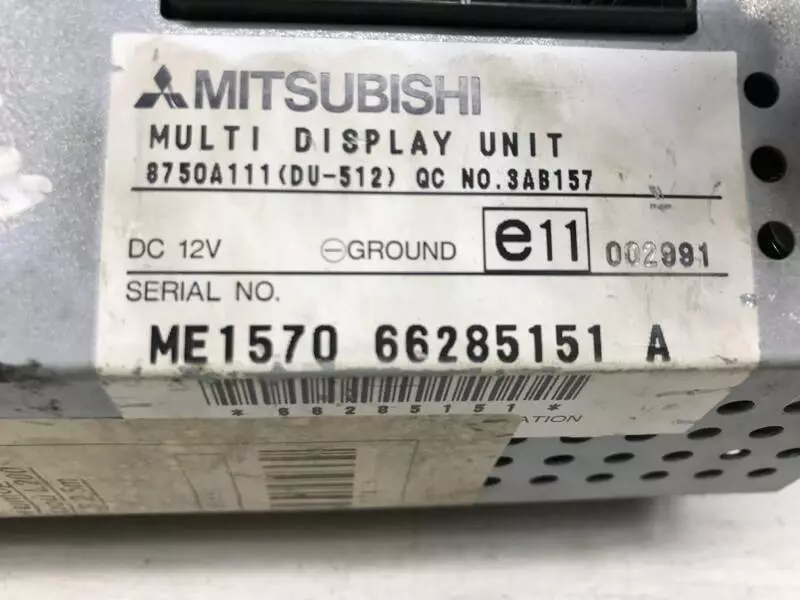 MITSUBISHI
MULTI DISPLAY UNIT
8750A111(DU-512) QC NO.3AB157
DC 12V ⊖GROUND e11 002991
SERIAL NO.
ME1570 66285151 A
*66285151*